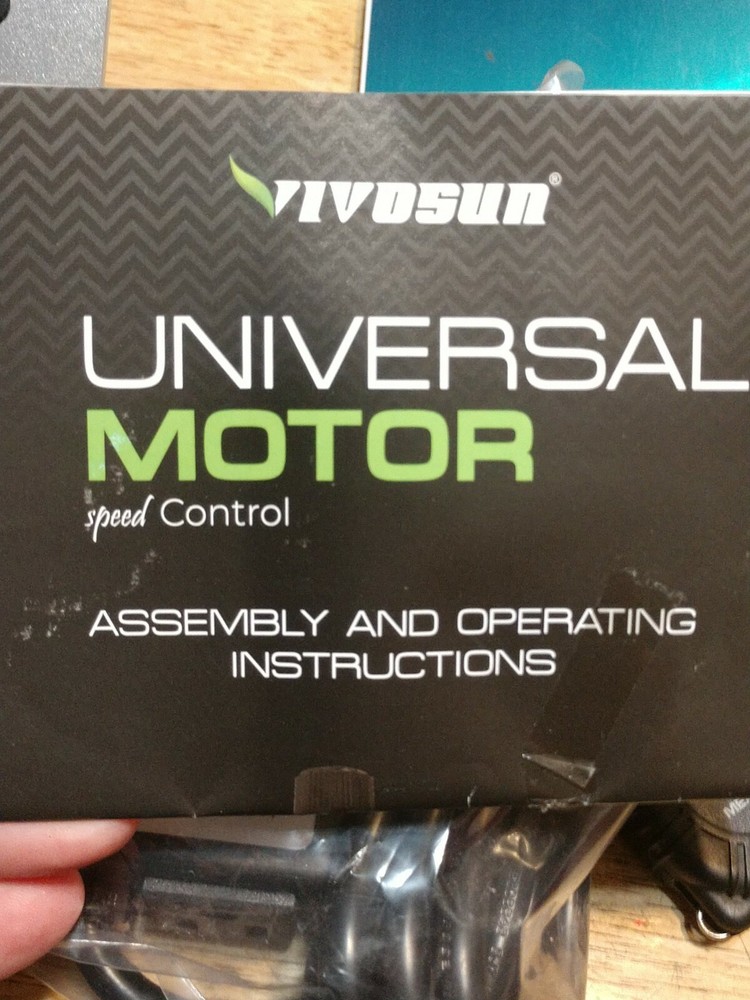 VIVOSUN®
UNIVERSAL
MOTOR
speed Control
ASSEMBLY AND OPERATING
INSTRUCTIONS